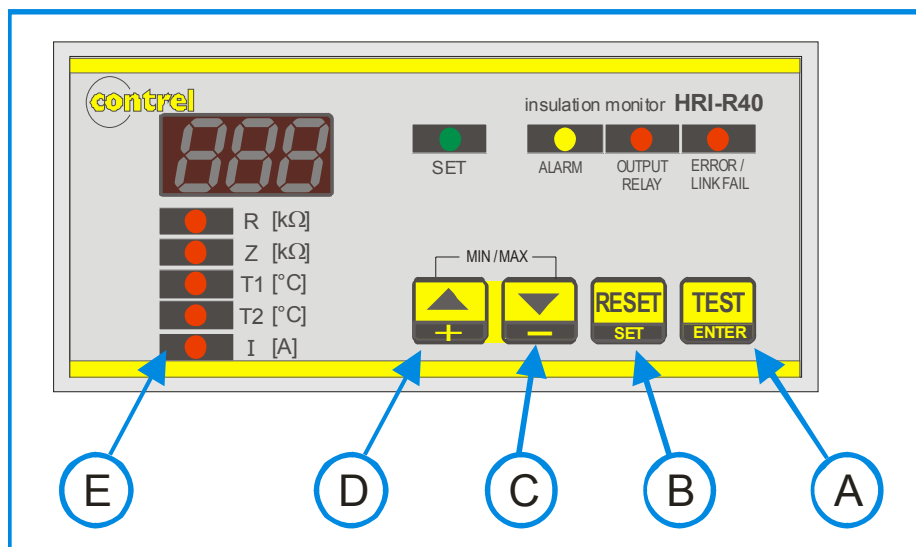 contrel
insulation monitor HRI-R40
888
SET
ALARM
OUTPUT RELAY
ERROR / LINK FAIL
R [kΩ]
Z [kΩ]
T1 [°C]
T2 [°C]
I [A]
MIN / MAX
+
–
RESET
SET
TEST
ENTER
E
D
C
B
A